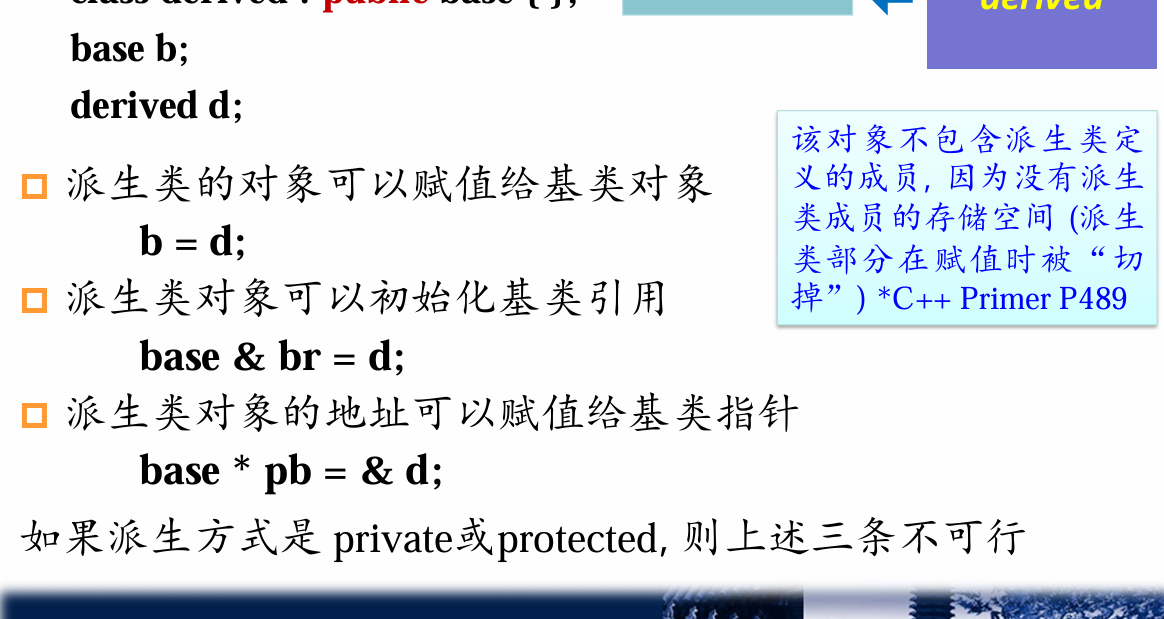 class derived : public base { };
derived
base b;
derived d;
派生类的对象可以赋值给基类对象
b = d;
派生类对象可以初始化基类引用
base & br = d;
派生类对象的地址可以赋值给基类指针
base * pb = & d;
如果派生方式是 private或protected, 则上述三条不可行
该对象不包含派生类定
义的成员, 因为没有派生
类成员的存储空间 (派生
类部分在赋值时被“切
掉”) *C++ Primer P489